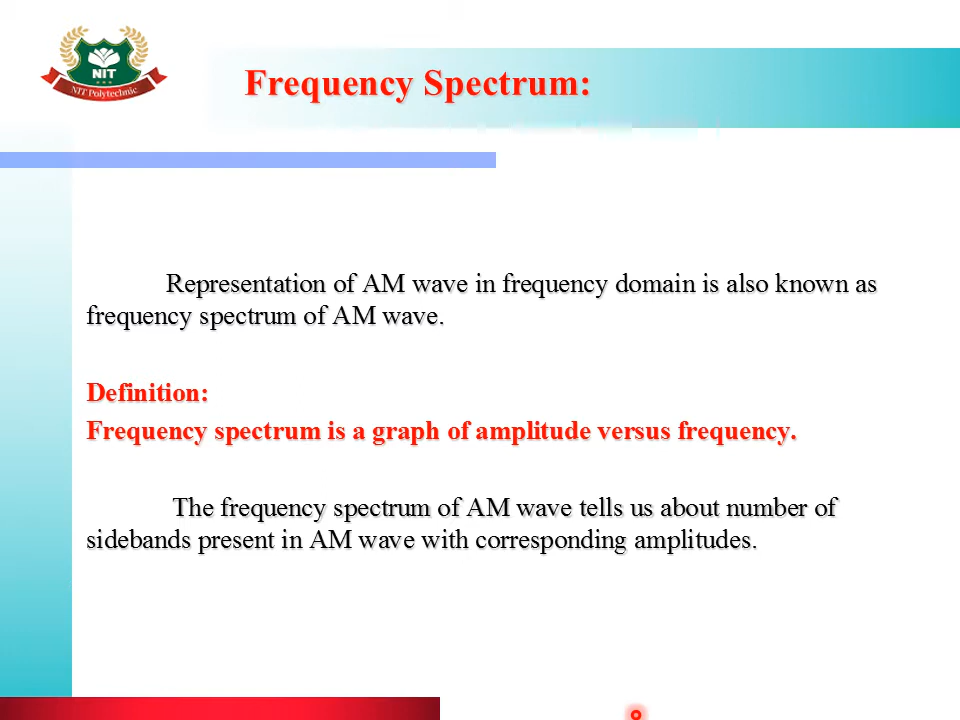 NIT
NIT Polytechnic
Frequency Spectrum:
Representation of AM wave in frequency domain is also known as
frequency spectrum of AM wave.
Definition:
Frequency spectrum is a graph of amplitude versus frequency.
The frequency spectrum of AM wave tells us about number of
sidebands present in AM wave with corresponding amplitudes.